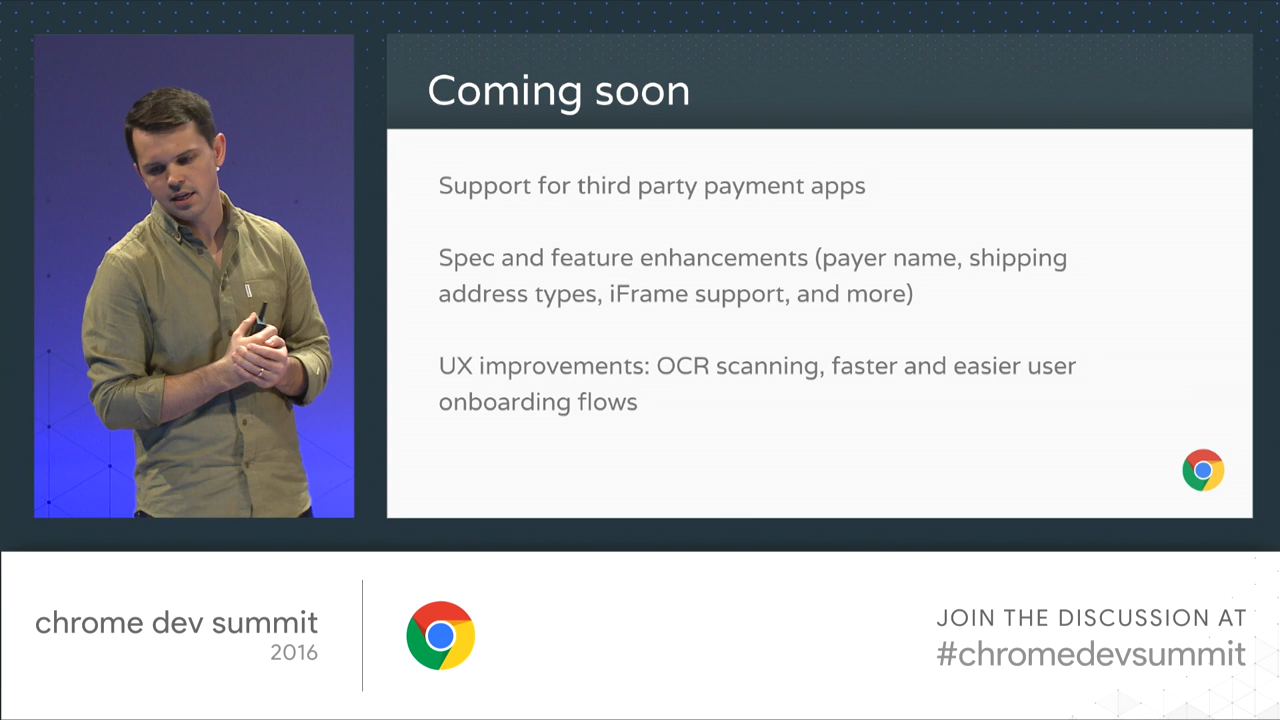 Coming soon
Support for third party payment apps
Spec and feature enhancements (payer name, shipping
address types, iFrame support, and more)
UX improvements: OCR scanning, faster and easier user
onboarding flows
chrome dev summit
2016
JOIN THE DISCUSSION AT
#chromedevsummit